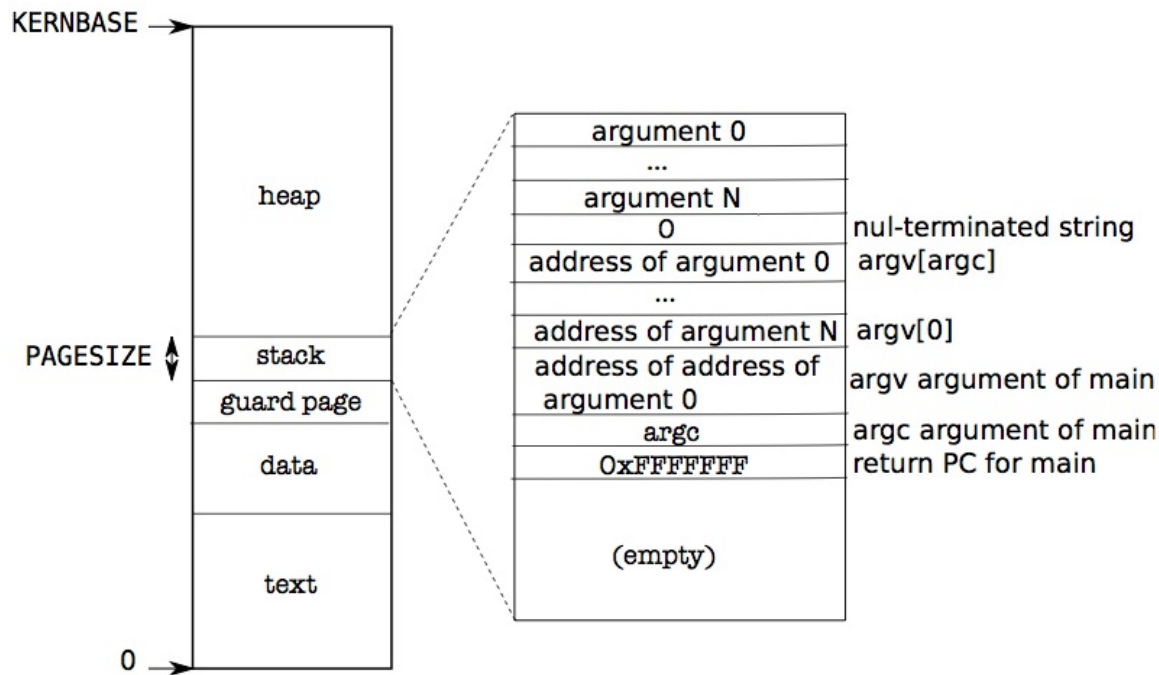 KERNBASE
heap
PAGESIZE
stack
guard page
data
text
0
argument 0
...
argument N
0
nul-terminated string
address of argument 0
argv[argc]
...
address of argument N
argv[0]
address of address of
argument 0
argv argument of main
argc
argc argument of main
0xFFFFFFF
return PC for main
(empty)